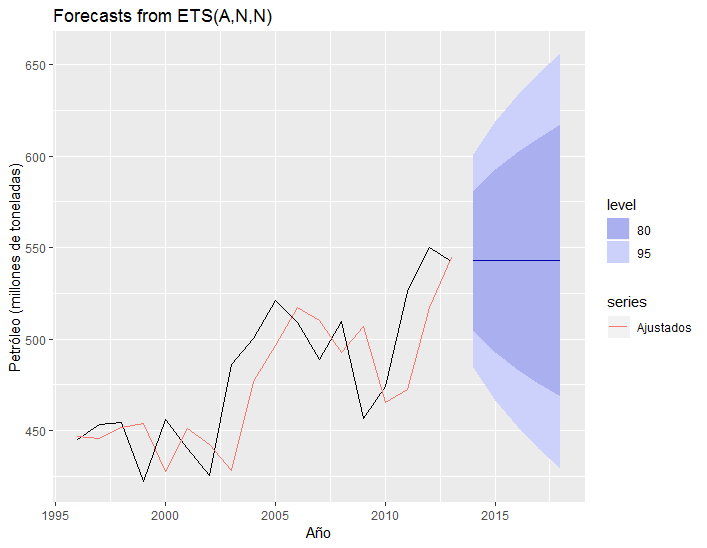 Forecasts from ETS(A,N,N)
Petróleo (millones de toneladas)
650
600
550
500
450
1995
2000
2005
2010
2015
Año
level
80
95
series
Ajustados